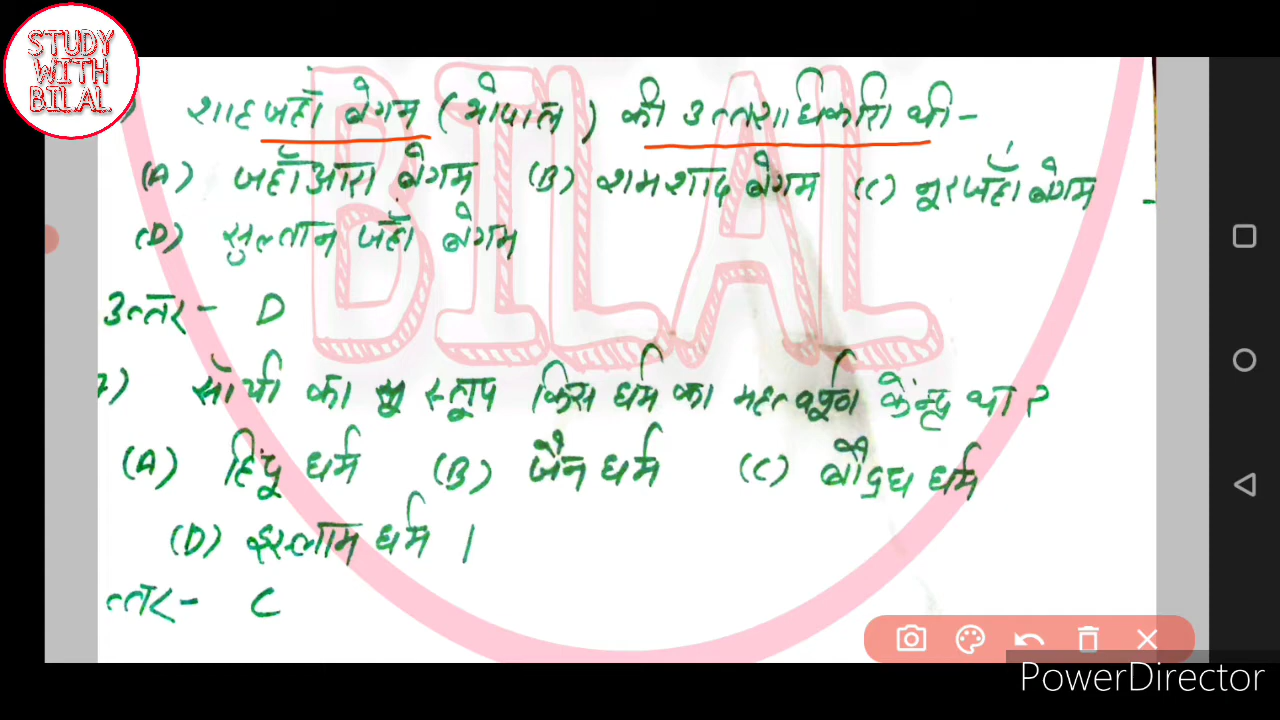 STUDY
WITH
BILAL
) शाहजहाँ बेगम (भोपाल) की उत्तराधिकारी थी-
(A) जहाँआरा बेगम (B) शमशाद बेगम (C) नूरजहाँ बेगम
(D) सुल्तान जहाँ बेगम
उत्तर- D
) साँची का स्तूप किस धर्म का महत्वपूर्ण केन्द्र था?
(A) हिंदू धर्म (B) जैन धर्म (C) बौद्ध धर्म
(D) इस्लाम धर्म ।
त्तर- C
BILAL
PowerDirector